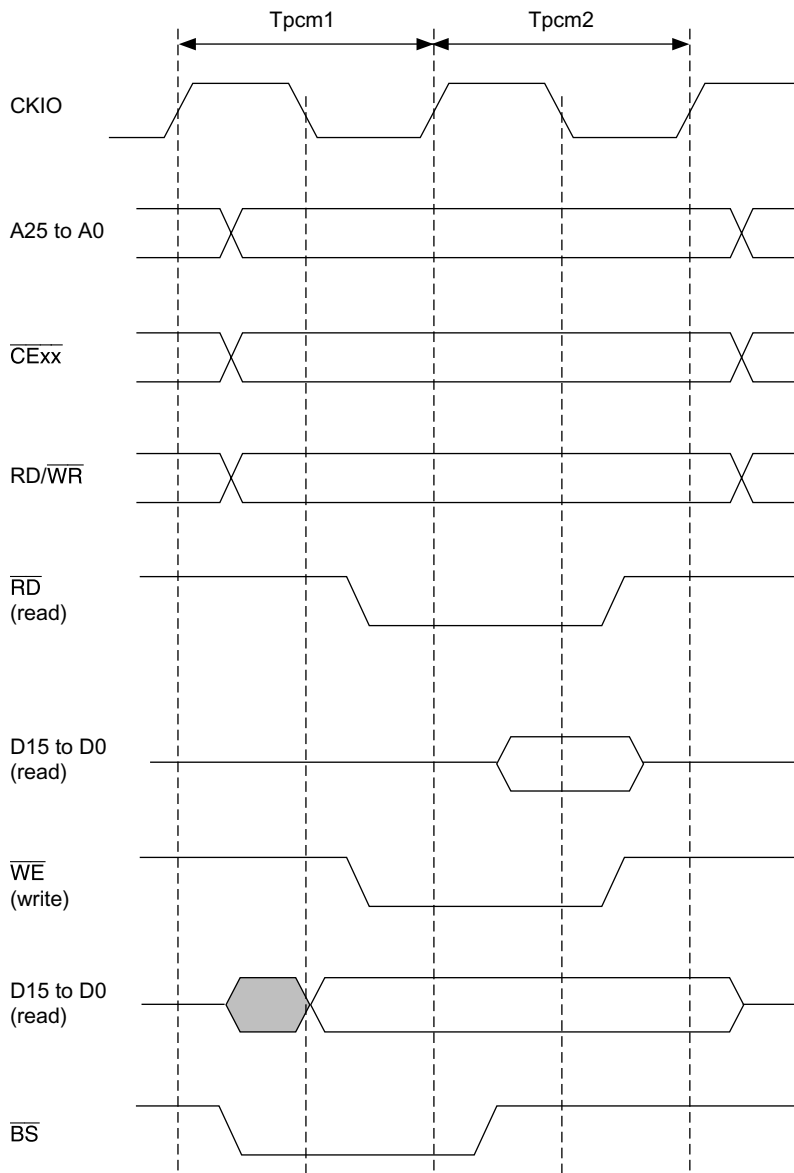 Tpcm1 Tpcm2
CKIO
A25 to A0
CExx
RD/WR
RD
(read)
D15 to D0
(read)
WE
(write)
D15 to D0
(read)
BS